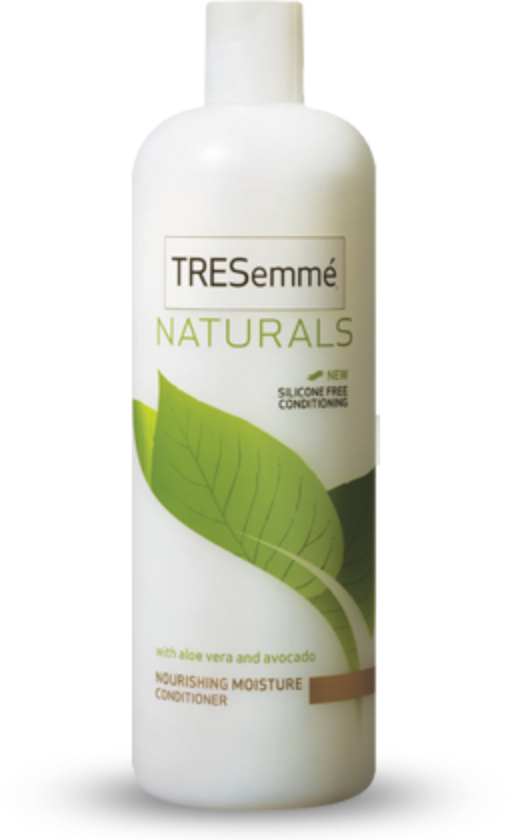 TRESemmé
NATURALS
NEW
SILICONE FREE
CONDITIONING
with aloe vera and avocado
NOURISHING MOISTURE
CONDITIONER